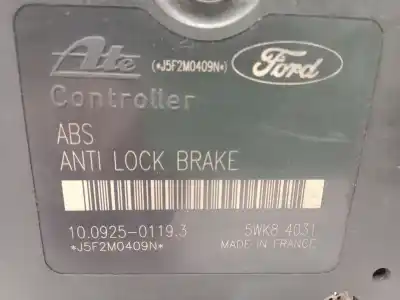 Ate (*J5F2M0409N*) Ford
Controller
ABS
ANTI LOCK BRAKE
10.0925-0119.3 5WK8 4031
*J5F2M0409N* MADE IN FRANCE